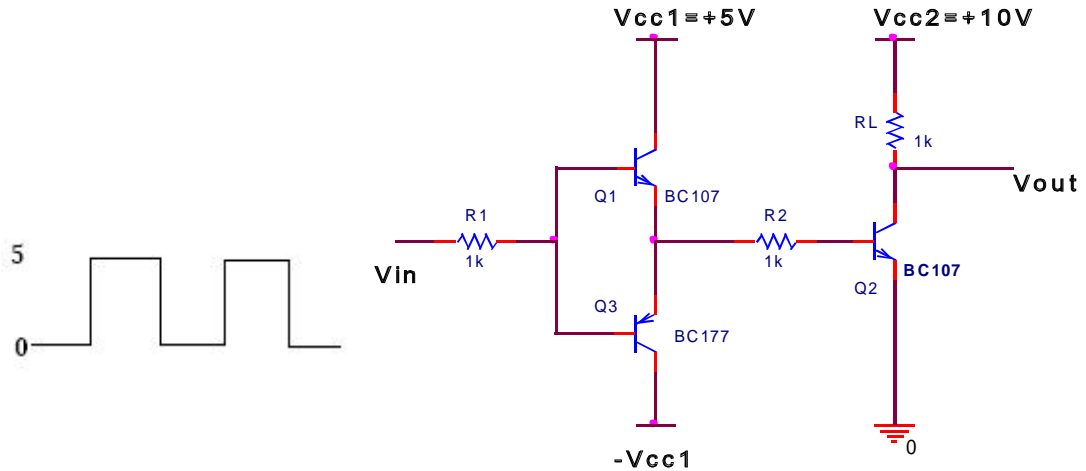 Vcc1=+5V
Vcc2=+10V
RL
1k
Vout
Q1
BC107
R1
1k
Vin
R2
1k
BC107
Q2
Q3
BC177
-Vcc1
0
5
0